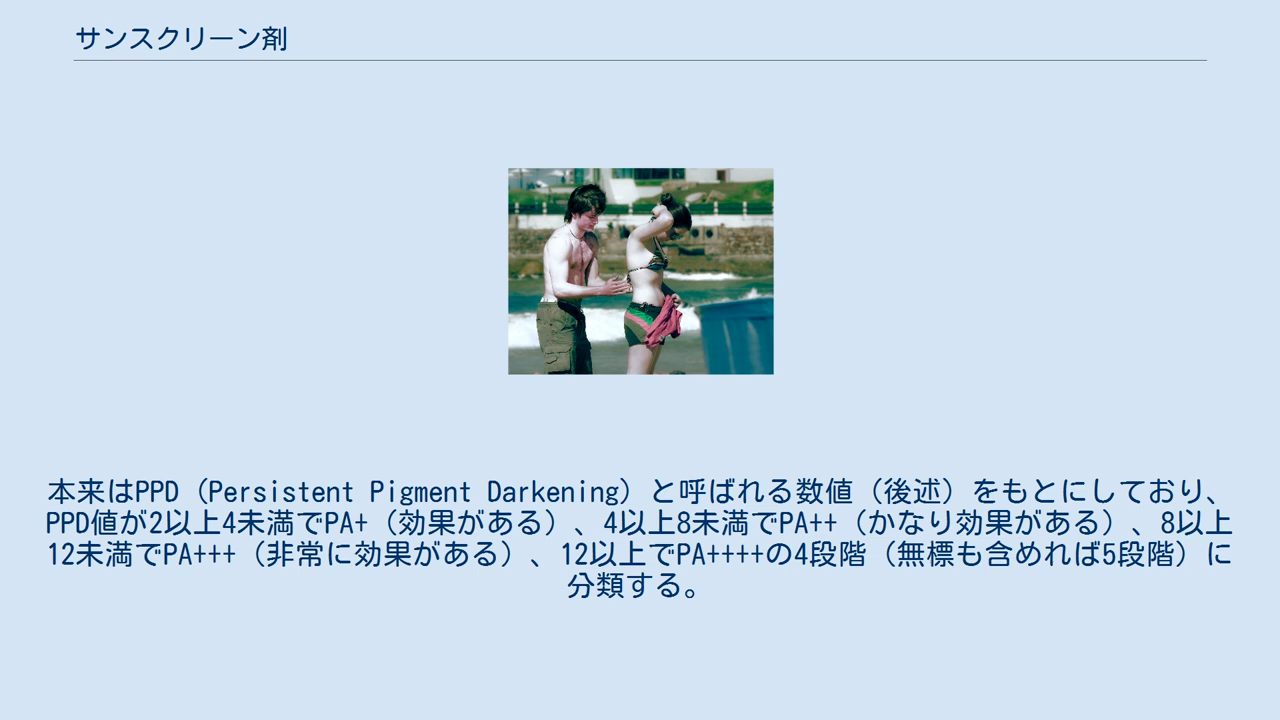 サンスクリーン剤
本来はPPD（Persistent Pigment Darkening）と呼ばれる数値（後述）をもとにしており、
PPD値が2以上4未満でPA+（効果がある）、4以上8未満でPA++（かなり効果がある）、8以上
12未満でPA+++（非常に効果がある）、12以上でPA++++の4段階（無標も含めれば5段階）に
分類する。